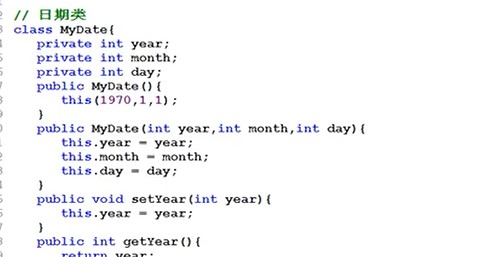 // 日期类
class MyDate{
private int year;
private int month;
private int day;
public MyDate(){
this(1970,1,1);
}
public MyDate(int year,int month,int day){
this.year = year;
this.month = month;
this.day = day;
}
public void setYear(int year){
this.year = year;
}
public int getYear(){
return year;